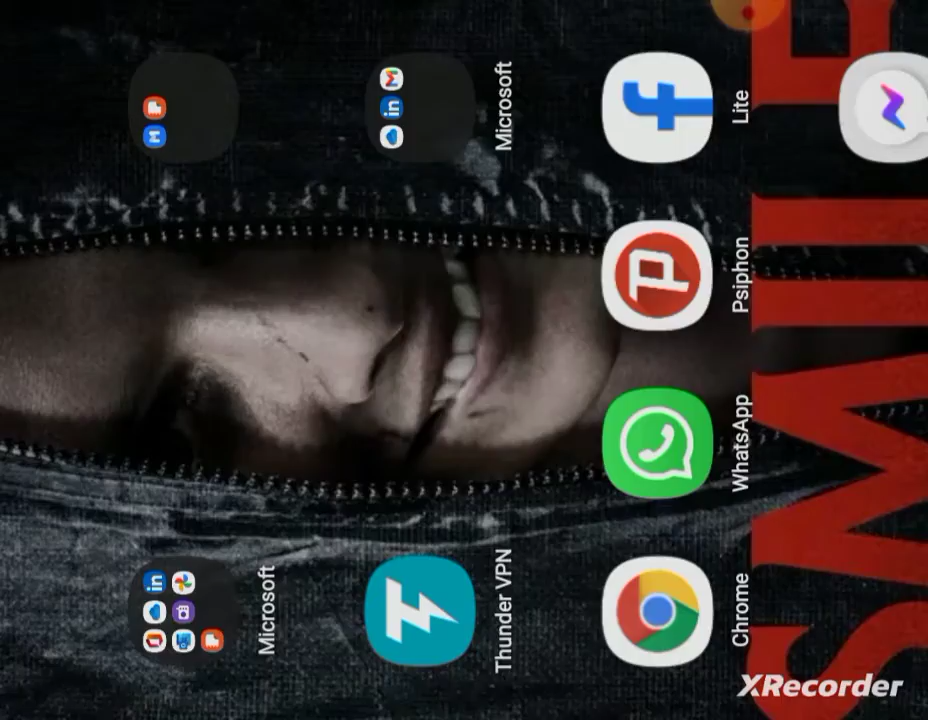 Microsoft
Thunder VPN
Microsoft
Chrome
WhatsApp
Psiphon
Lite
SMILE
XRecorder